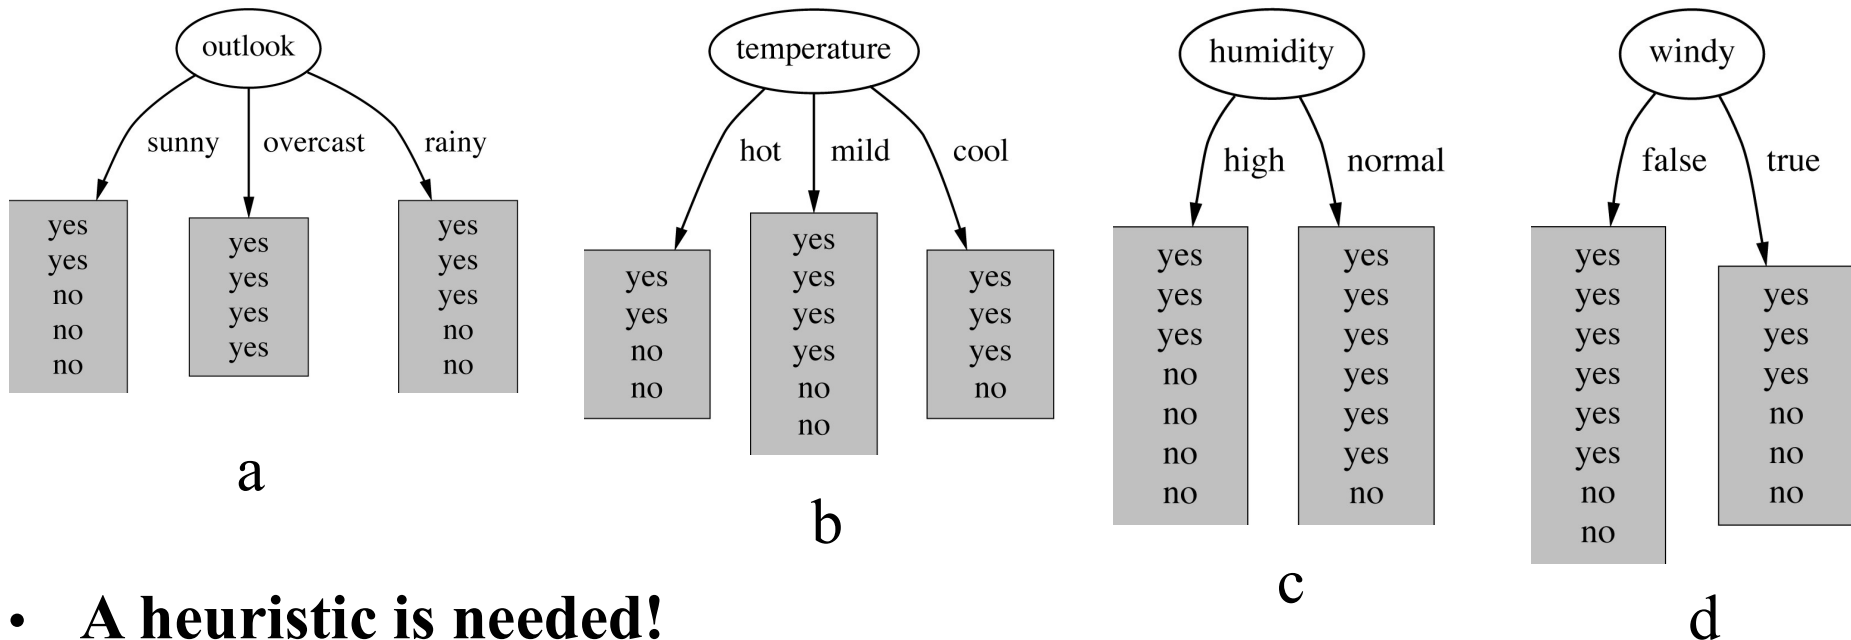 outlook
sunny
overcast
rainy
yes
yes
no
no
no
yes
yes
yes
yes
yes
yes
yes
no
no
a
temperature
hot
mild
cool
yes
yes
no
no
yes
yes
yes
yes
no
no
yes
yes
yes
no
b
humidity
high
normal
yes
yes
yes
no
no
no
no
yes
yes
yes
yes
yes
yes
no
c
windy
false
true
yes
yes
yes
yes
yes
yes
no
no
yes
yes
yes
no
no
no
d
• A heuristic is needed!